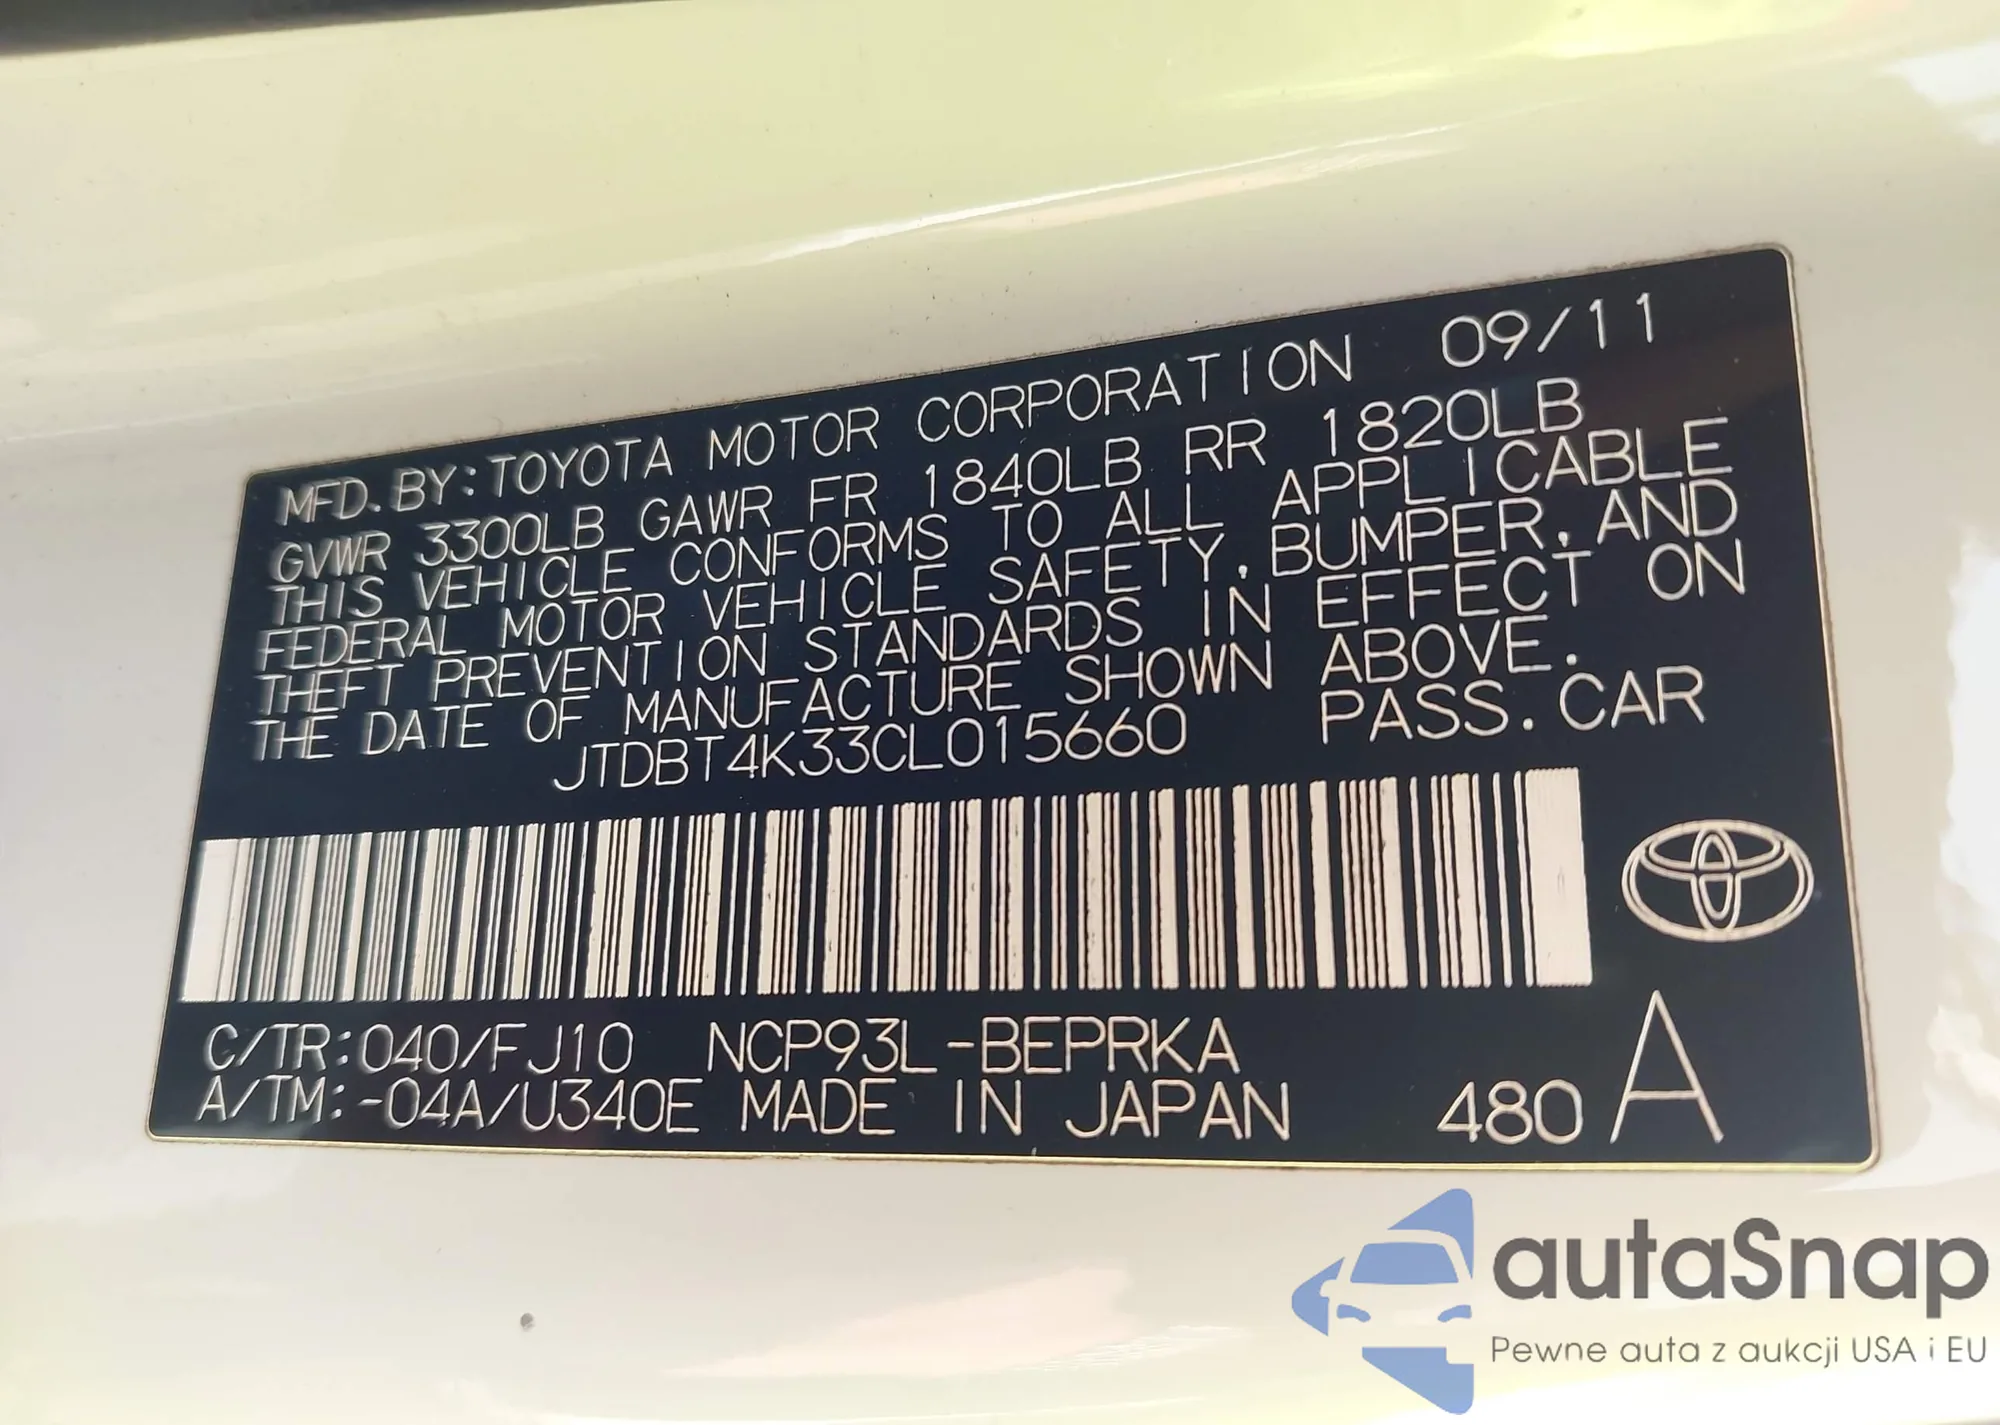 MFD. BY: TOYOTA MOTOR CORPORATION 09/11
GVWR 3300LB GAWR FR 1840LB RR 1820LB
THIS VEHICLE CONFORMS TO ALL APPLICABLE
FEDERAL MOTOR VEHICLE SAFETY, BUMPER, AND
THEFT PREVENTION STANDARDS IN EFFECT ON
THE DATE OF MANUFACTURE SHOWN ABOVE.
JTDBT4K33CL015660 PASS. CAR
C/TR: 040/FJ10 NCP93L-BEPRKA
A/TM: -04A/U340E MADE IN JAPAN 480 A
autaSnap
Pewne auta z aukcji USA i EU